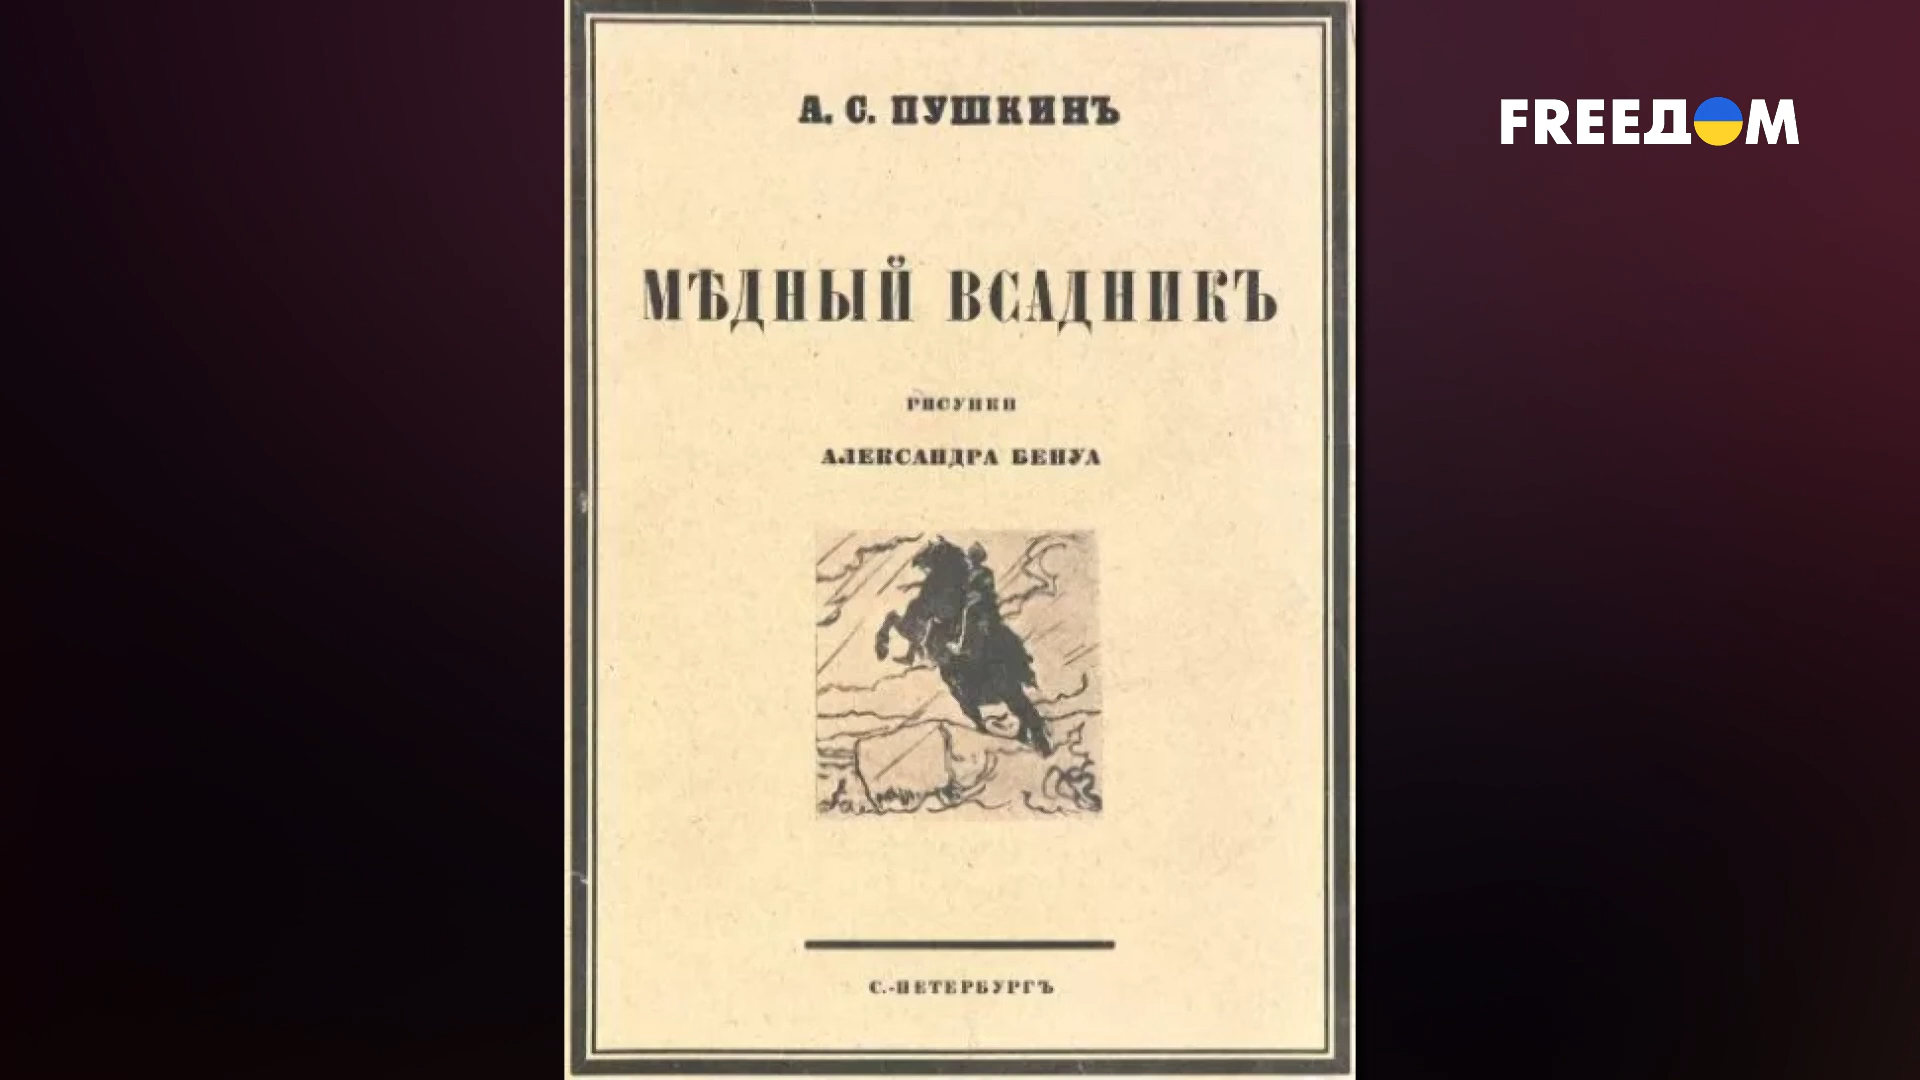 А. С. ПУШКИНЪ
FREEДOM
МѢДНЫЙ ВСАДНИКЪ
РИСУНКИ
АЛЕКСАНДРА БЕНУА
С.-ПЕТЕРБУРГЪ